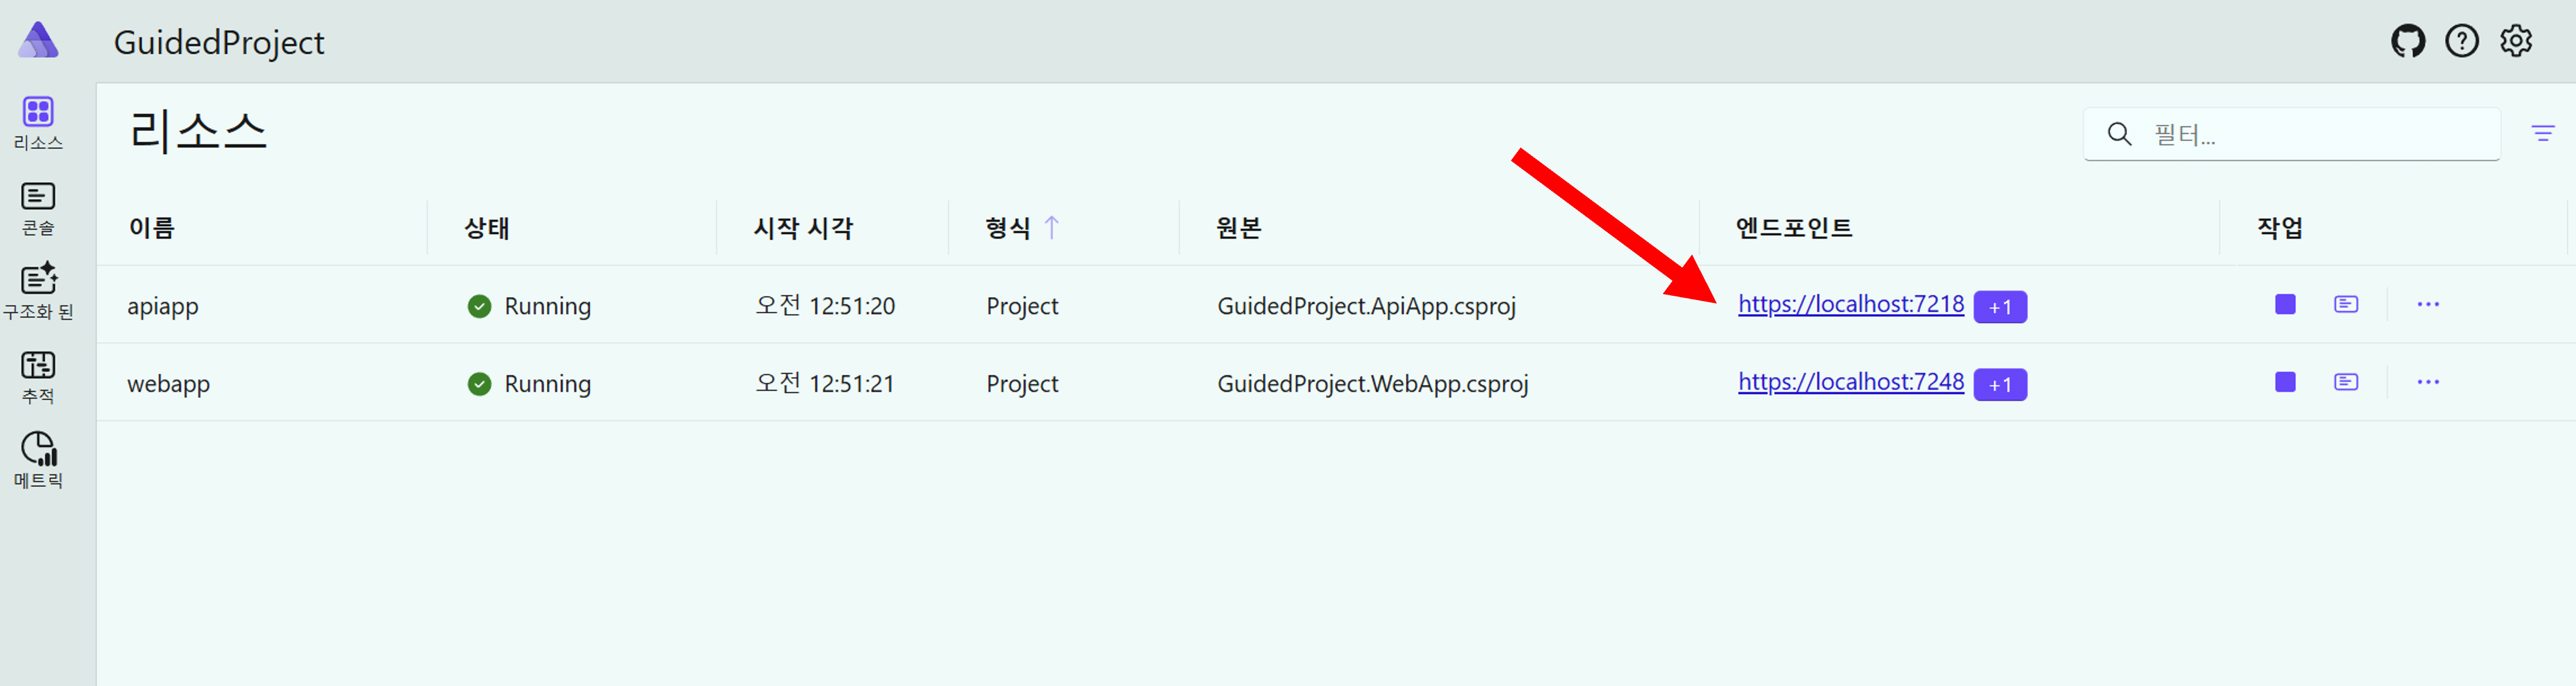 GuidedProject
리소스
필터...
리소스
콘솔
구조화 된
추적
메트릭
이름 상태 시작 시각 형식 원본 엔드포인트 작업
apiapp Running 오전 12:51:20 Project GuidedProject.ApiApp.csproj https://localhost:7218 +1
webapp Running 오전 12:51:21 Project GuidedProject.WebApp.csproj https://localhost:7248 +1